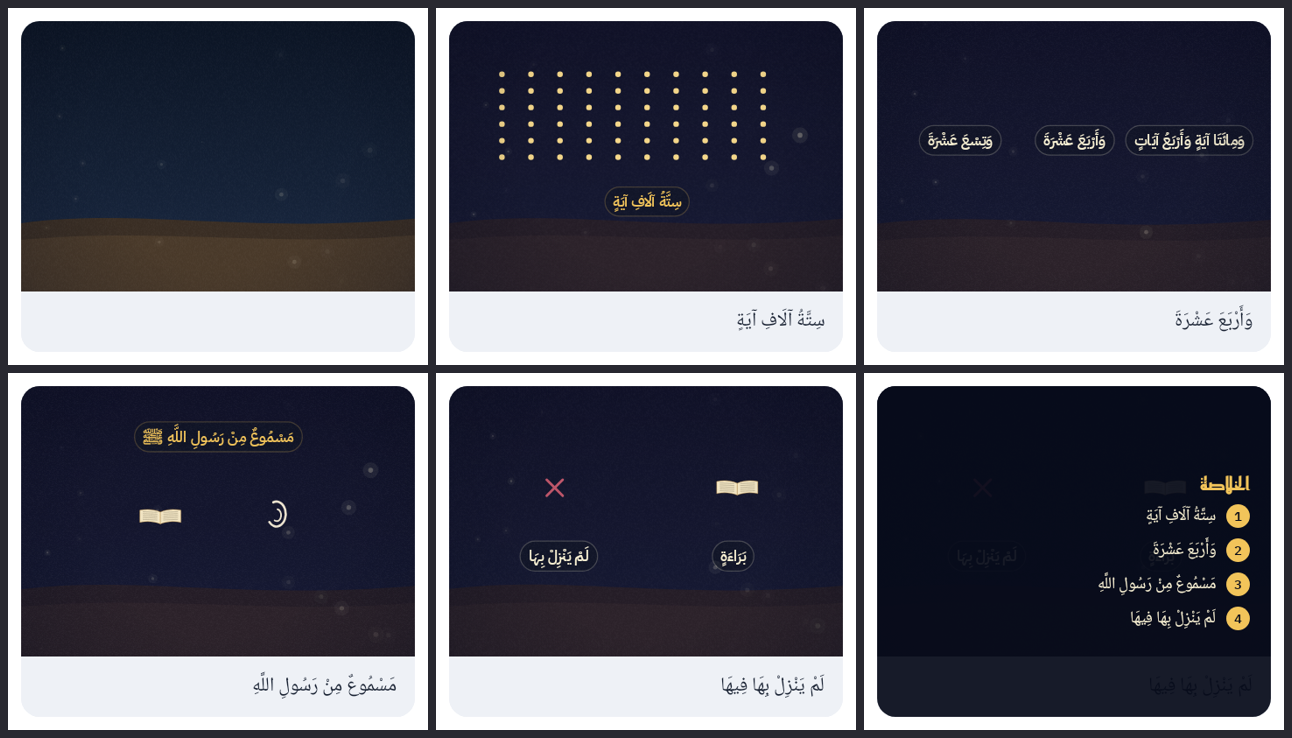 سِتَّةُ آلَافِ آيَةٍ
سِتَّةُ آلَافِ آيَةٍ
وَمِائَتَا آيَةٍ وَأَرْبَعُ آيَاتٍ
وَأَرْبَعَ عَشْرَةَ
وَتِسْعَ عَشْرَةَ
وَأَرْبَعَ عَشْرَةَ
مَسْمُوعٌ مِنْ رَسُولِ اللَّهِ ﷺ
مَسْمُوعٌ مِنْ رَسُولِ اللَّهِ
بَرَاءَةٍ
لَمْ يَنْزِلْ بِهَا
لَمْ يَنْزِلْ بِهَا فِيهَا
الخلاصة
1 سِتَّةُ آلَافِ آيَةٍ
2 وَأَرْبَعَ عَشْرَةَ
3 مَسْمُوعٌ مِنْ رَسُولِ اللَّهِ
4 لَمْ يَنْزِلْ بِهَا فِيهَا
لَمْ يَنْزِلْ بِهَا
لَمْ يَنْزِلْ بِهَا فِيهَا